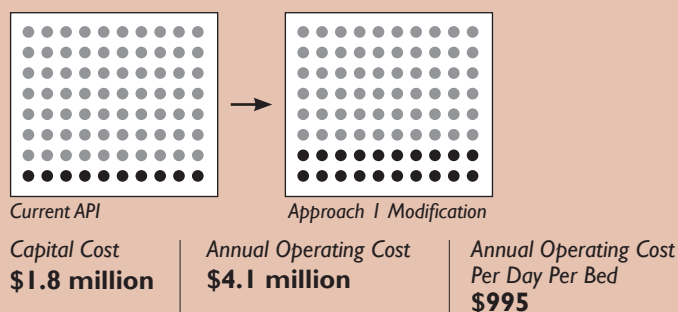 Current API
Approach 1 Modification
Capital Cost
$1.8 million
Annual Operating Cost
$4.1 million
Annual Operating Cost
Per Day Per Bed
$995